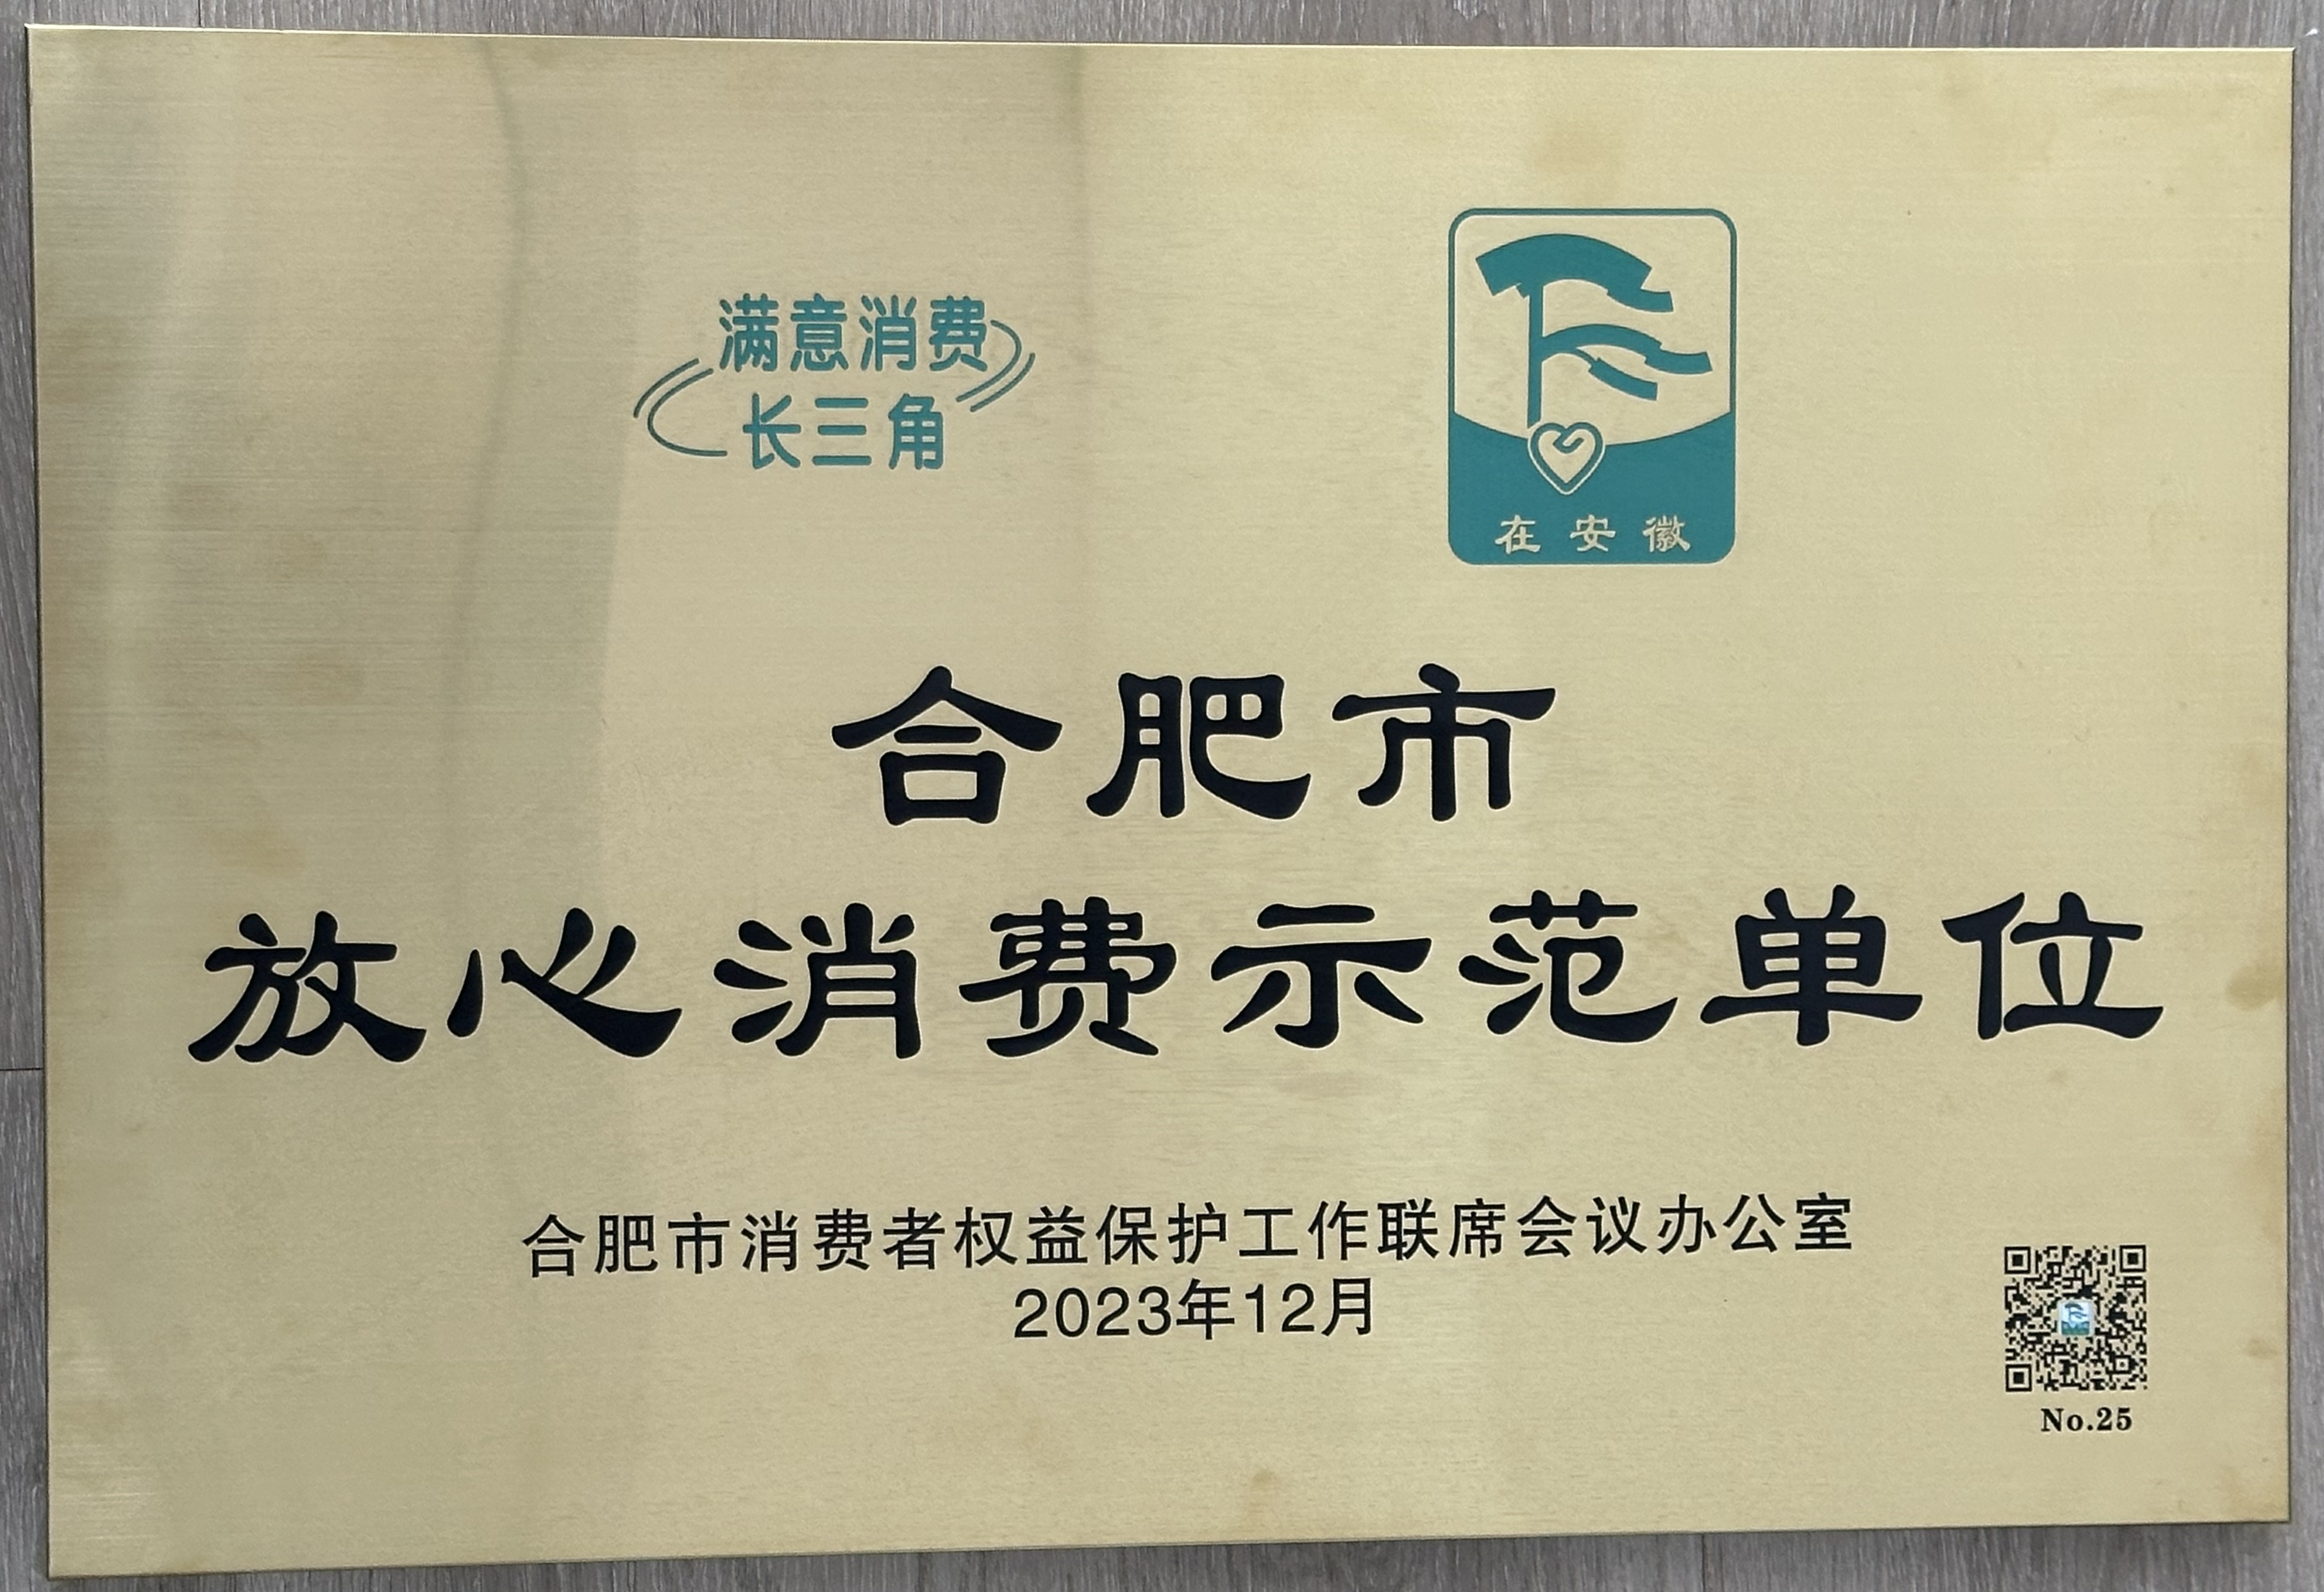 满意消费
长三角
在安徽
合肥市
放心消费示范单位
合肥市消费者权益保护工作联席会议办公室
2023年12月
No.25